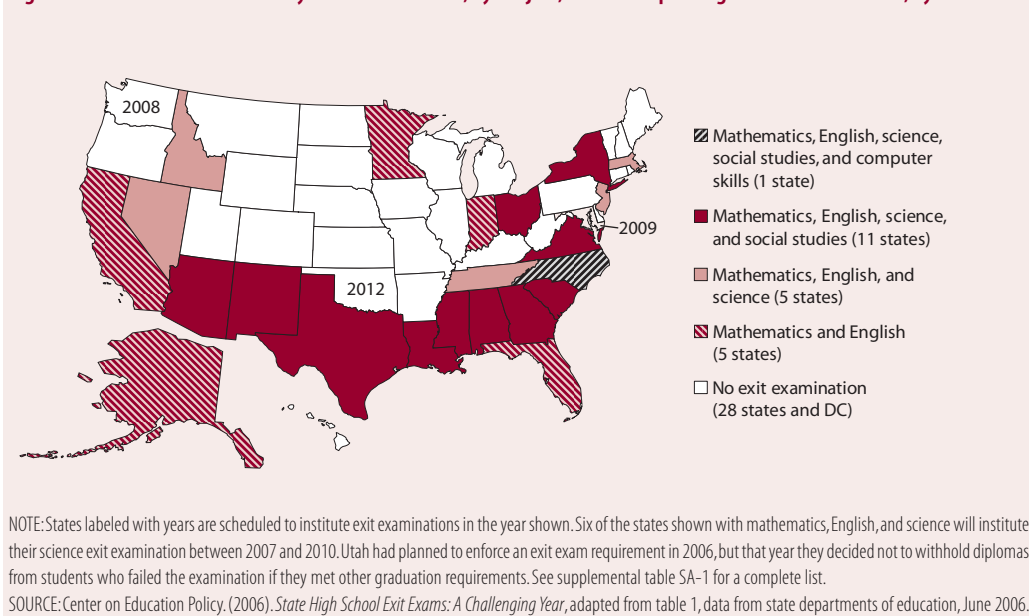 2008
2012
2009
Mathematics, English, science,
social studies, and computer
skills (1 state)
Mathematics, English, science,
and social studies (11 states)
Mathematics, English, and
science (5 states)
Mathematics and English
(5 states)
No exit examination
(28 states and DC)
NOTE: States labeled with years are scheduled to institute exit examinations in the year shown. Six of the states shown with mathematics, English, and science will institute
their science exit examination between 2007 and 2010. Utah had planned to enforce an exit exam requirement in 2006, but that year they decided not to withhold diplomas
from students who failed the examination if they met other graduation requirements. See supplemental table SA-1 for a complete list.
SOURCE: Center on Education Policy. (2006). State High School Exit Exams: A Challenging Year, adapted from table 1, data from state departments of education, June 2006.